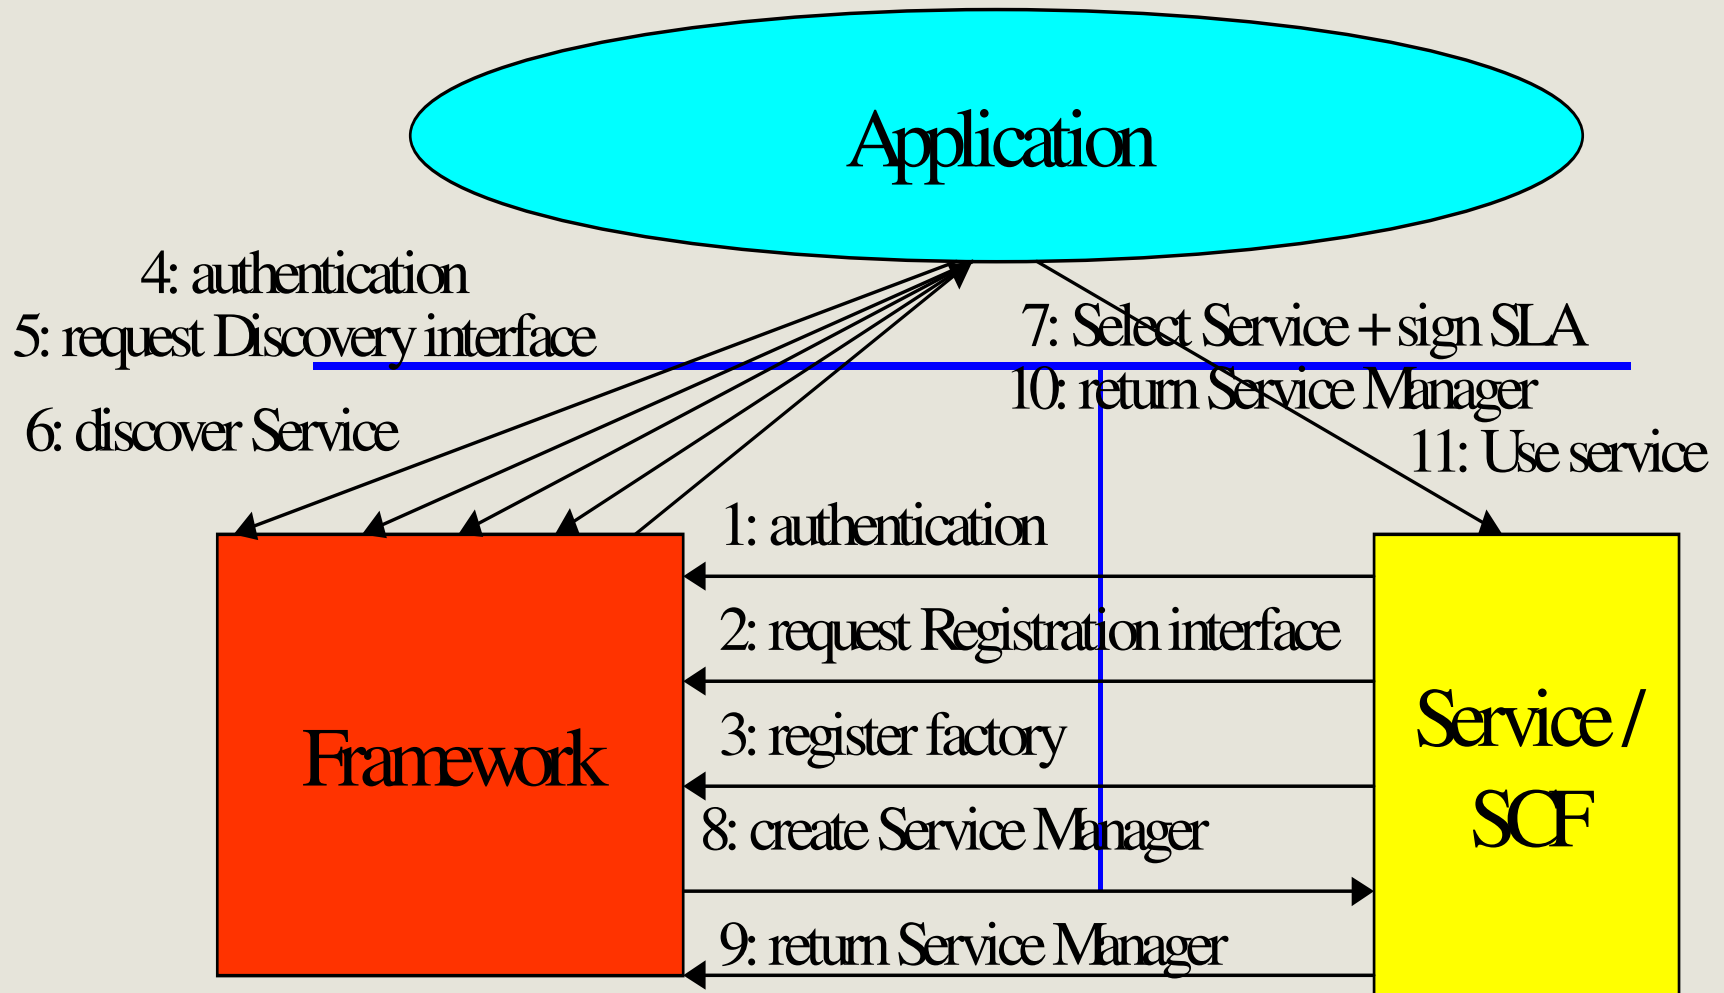 Application
4: authentication
5: request Discovery interface
7: Select Service + sign SLA
10: return Service Manager
6: discover Service
11: Use service
1: authentication
2: request Registration interface
3: register factory
Framework
Service /
SCF
8: create Service Manager
9: return Service Manager